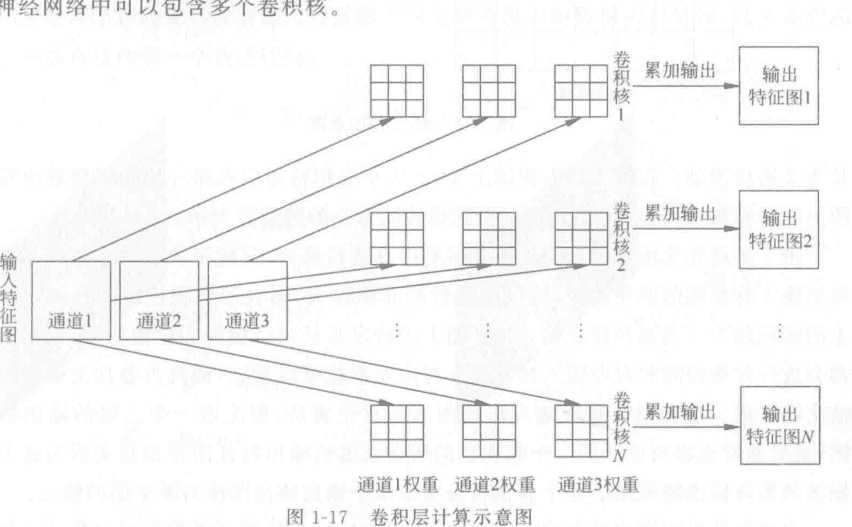 神经网络中可以包含多个卷积核。
卷积核1
累加输出
输出
特征图1
卷积核2
累加输出
输出
特征图2
输入特征图
通道1
通道2
通道3
卷积核N
累加输出
输出
特征图N
通道1权重
通道2权重
通道3权重
图 1-17 卷积层计算示意图